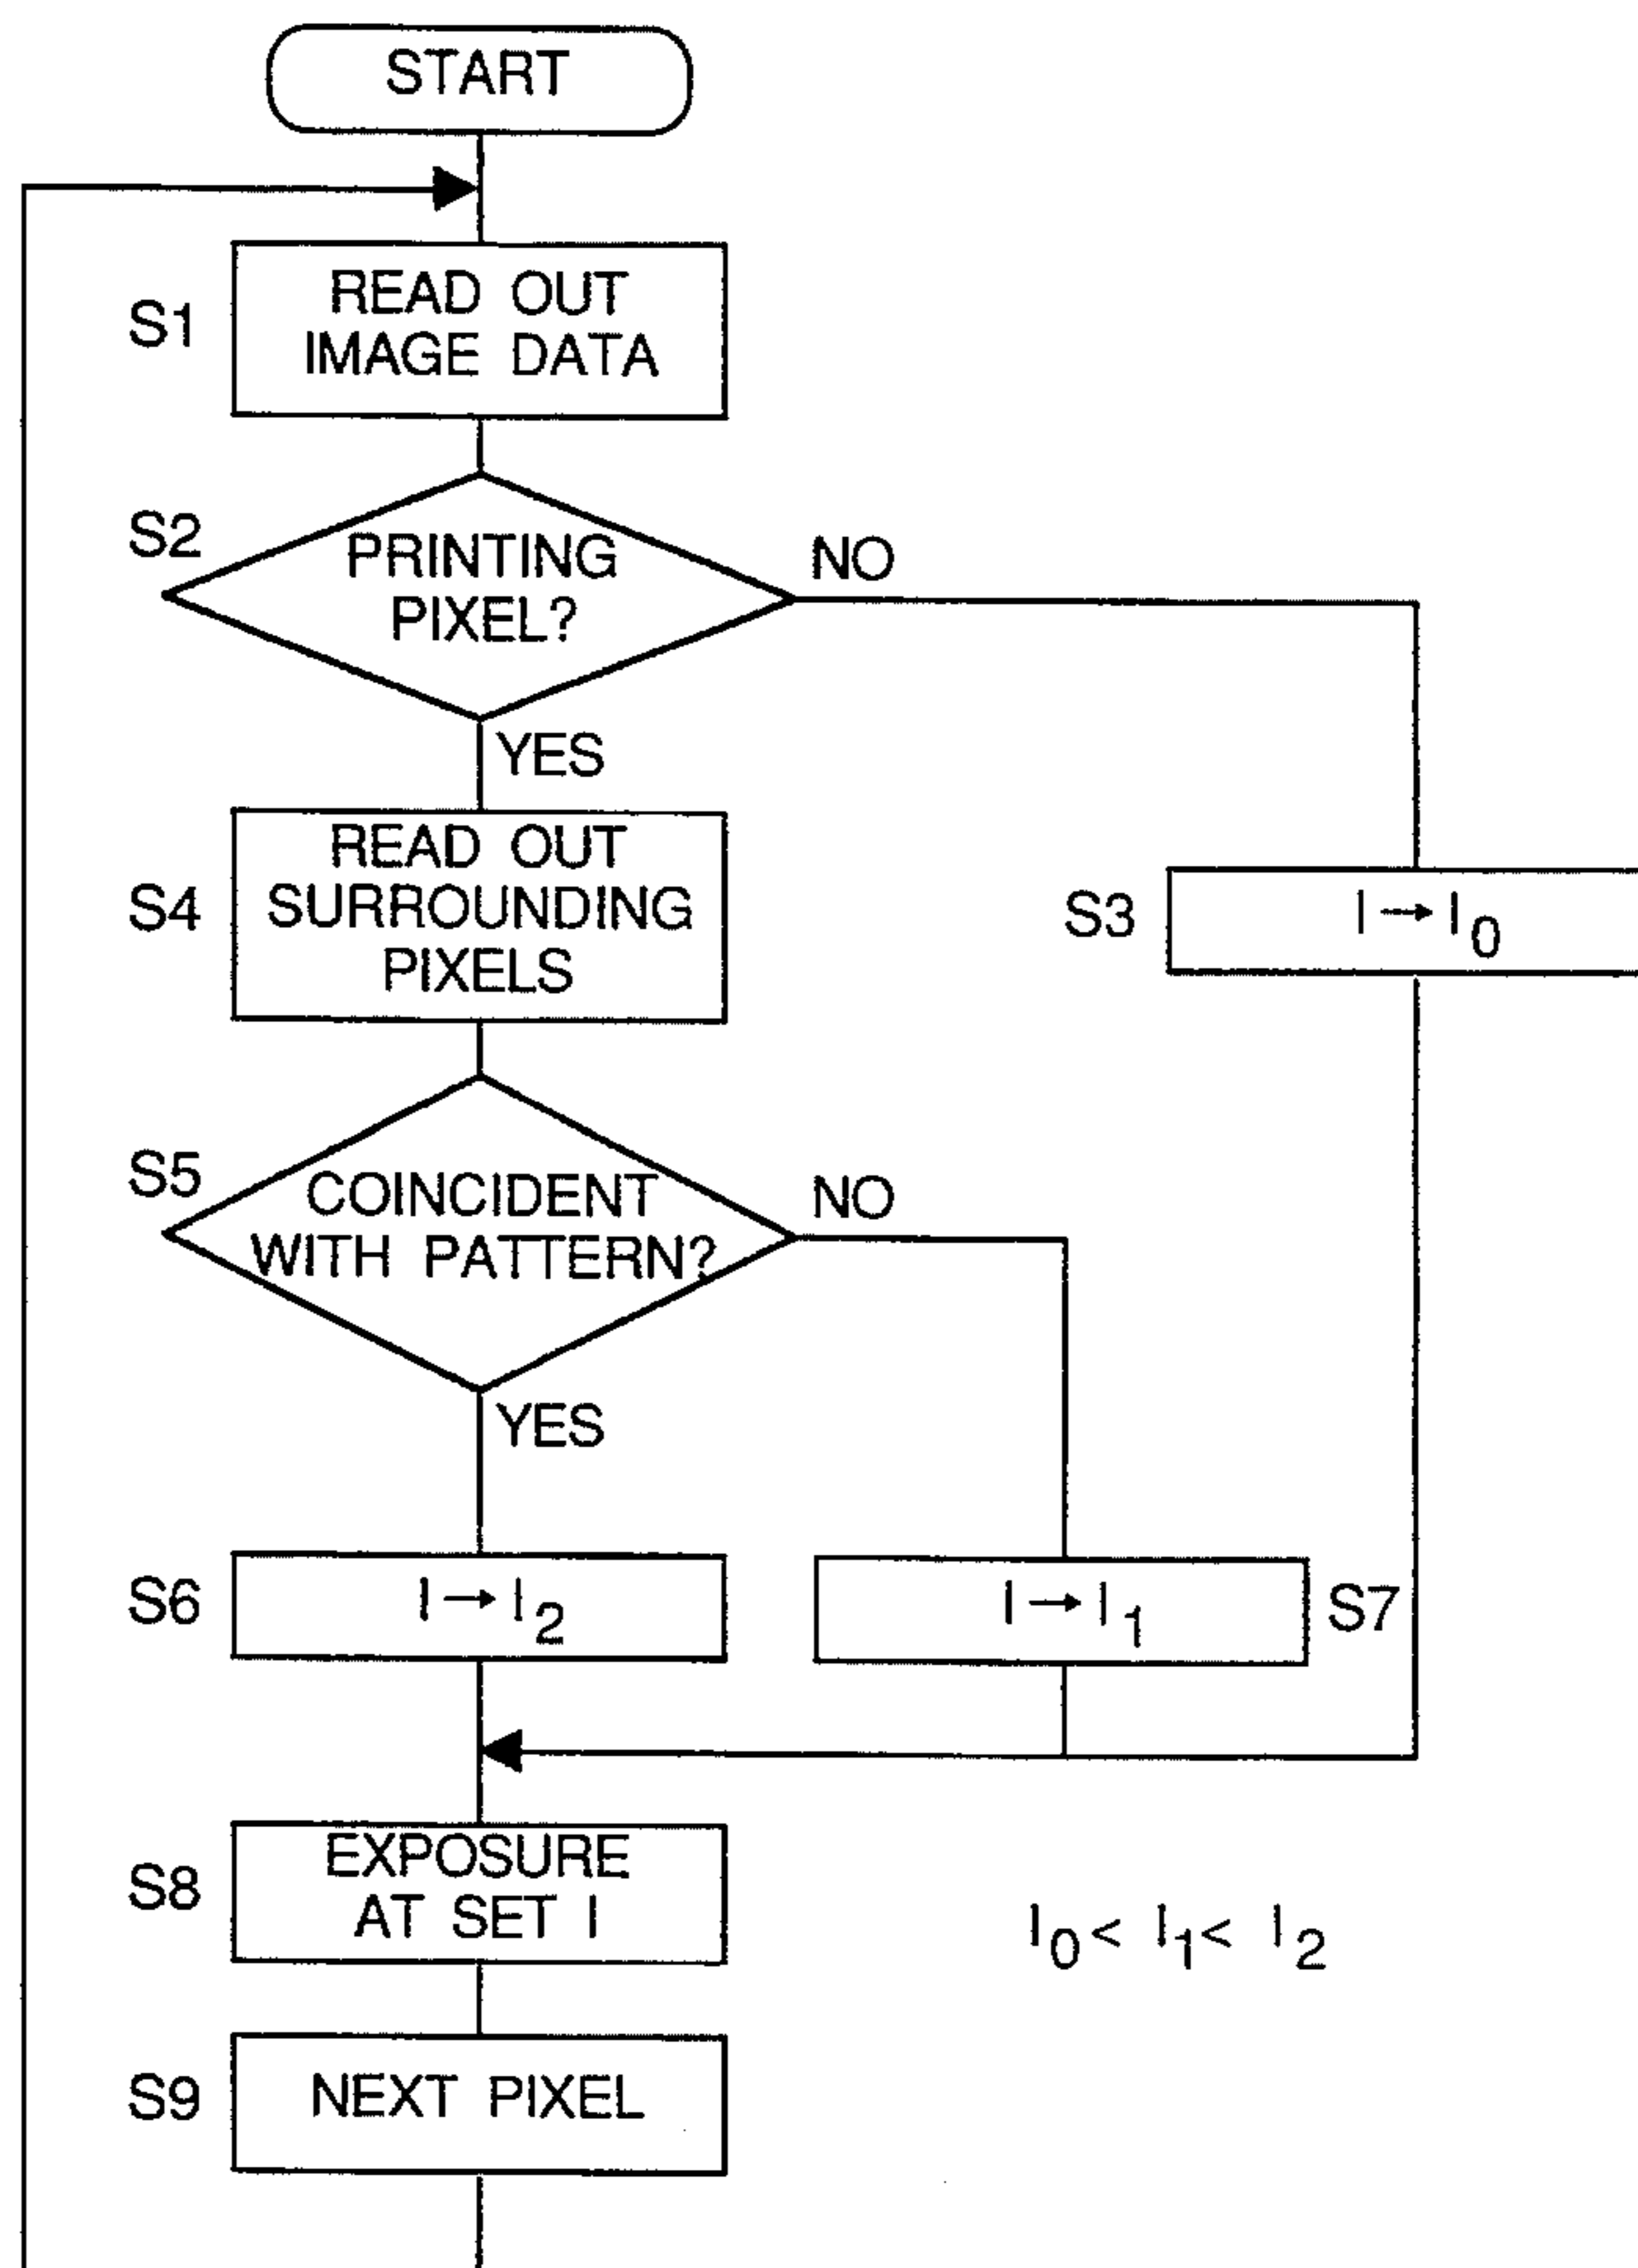 START
S1
READ OUT
IMAGE DATA
S2
PRINTING
PIXEL?
NO
YES
S4
READ OUT
SURROUNDING
PIXELS
S3
I → I₀
S5
COINCIDENT
WITH PATTERN?
NO
YES
S6
I → I₂
I → I₁
S7
S8
EXPOSURE
AT SET I
I₀ < I₁ < I₂
S9
NEXT PIXEL